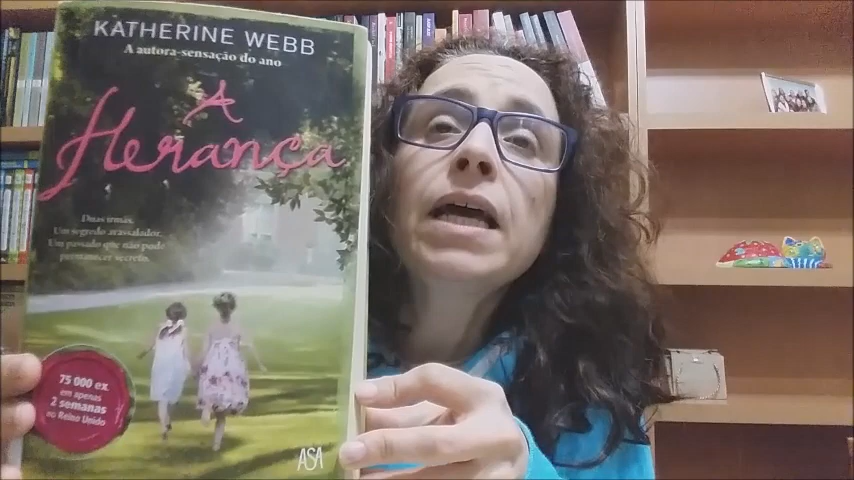 KATHERINE WEBB
A autora-sensação do ano
A
Herança
Duas irmãs.
Um segredo avassalador.
Um passado que não pode
permanecer secreto.
75 000 ex.
em apenas
2 semanas
no Reino Unido
ASA